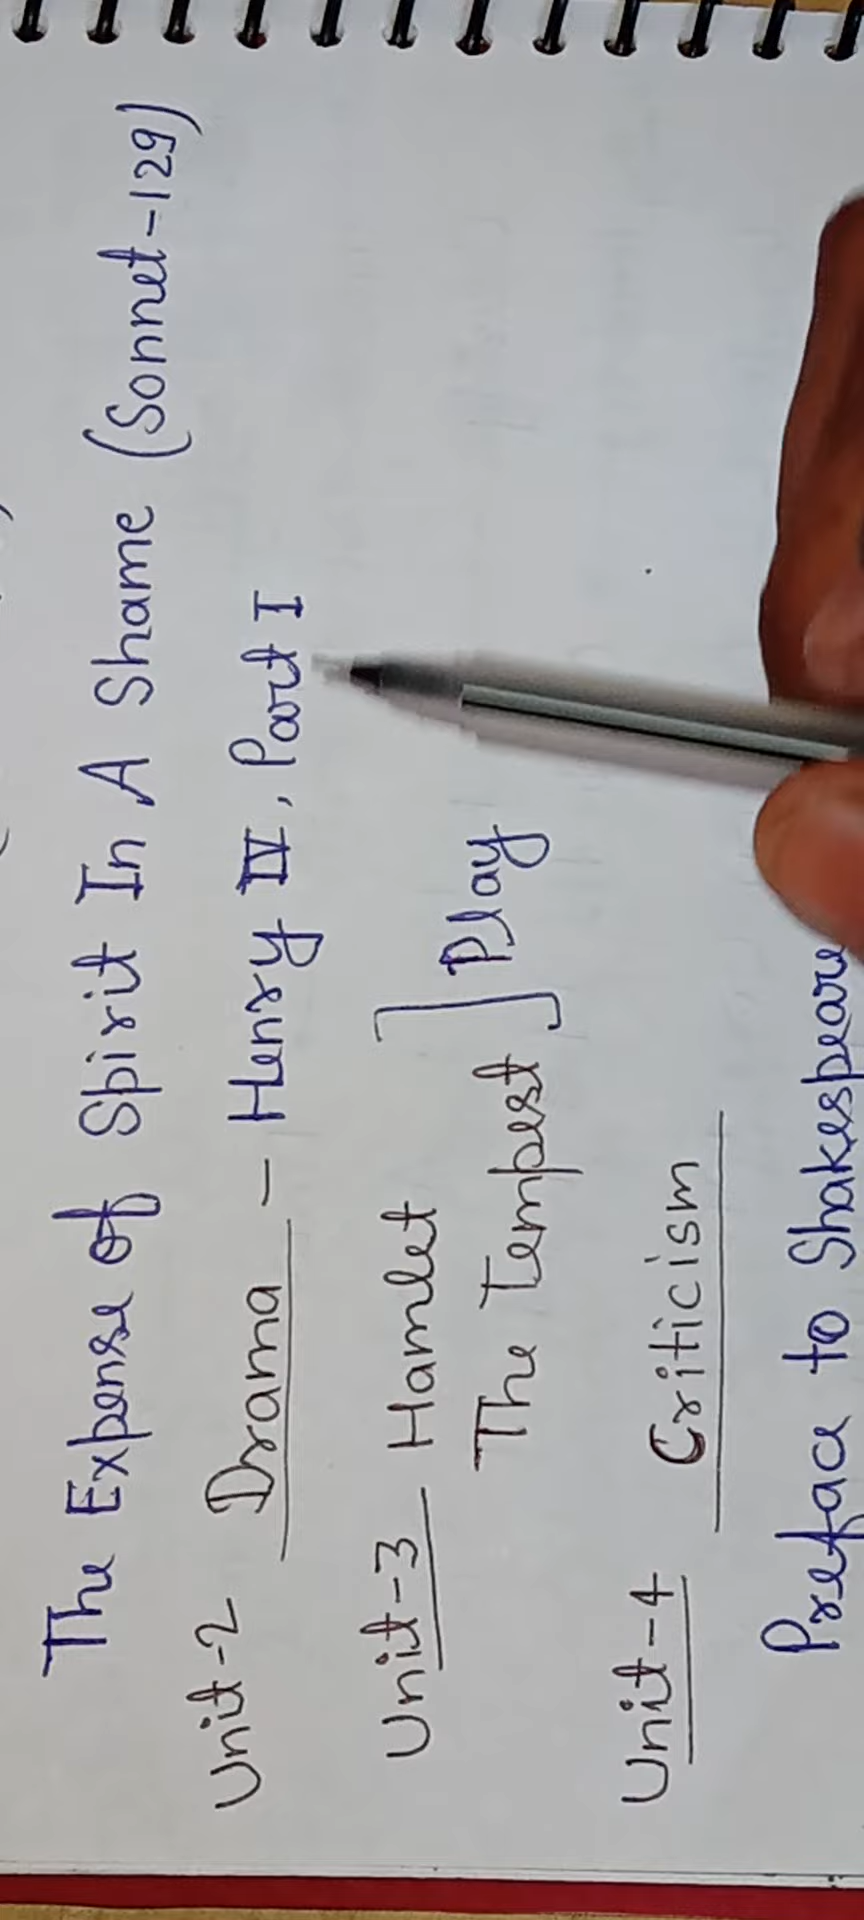 The Expense of Spirit In A Shame (Sonnet-129)
Unit-2 Drama - Henry IV, Part I
Unit-3 Hamlet ] Play
The Tempest
Unit-4 Criticism
Preface to Shakespeare